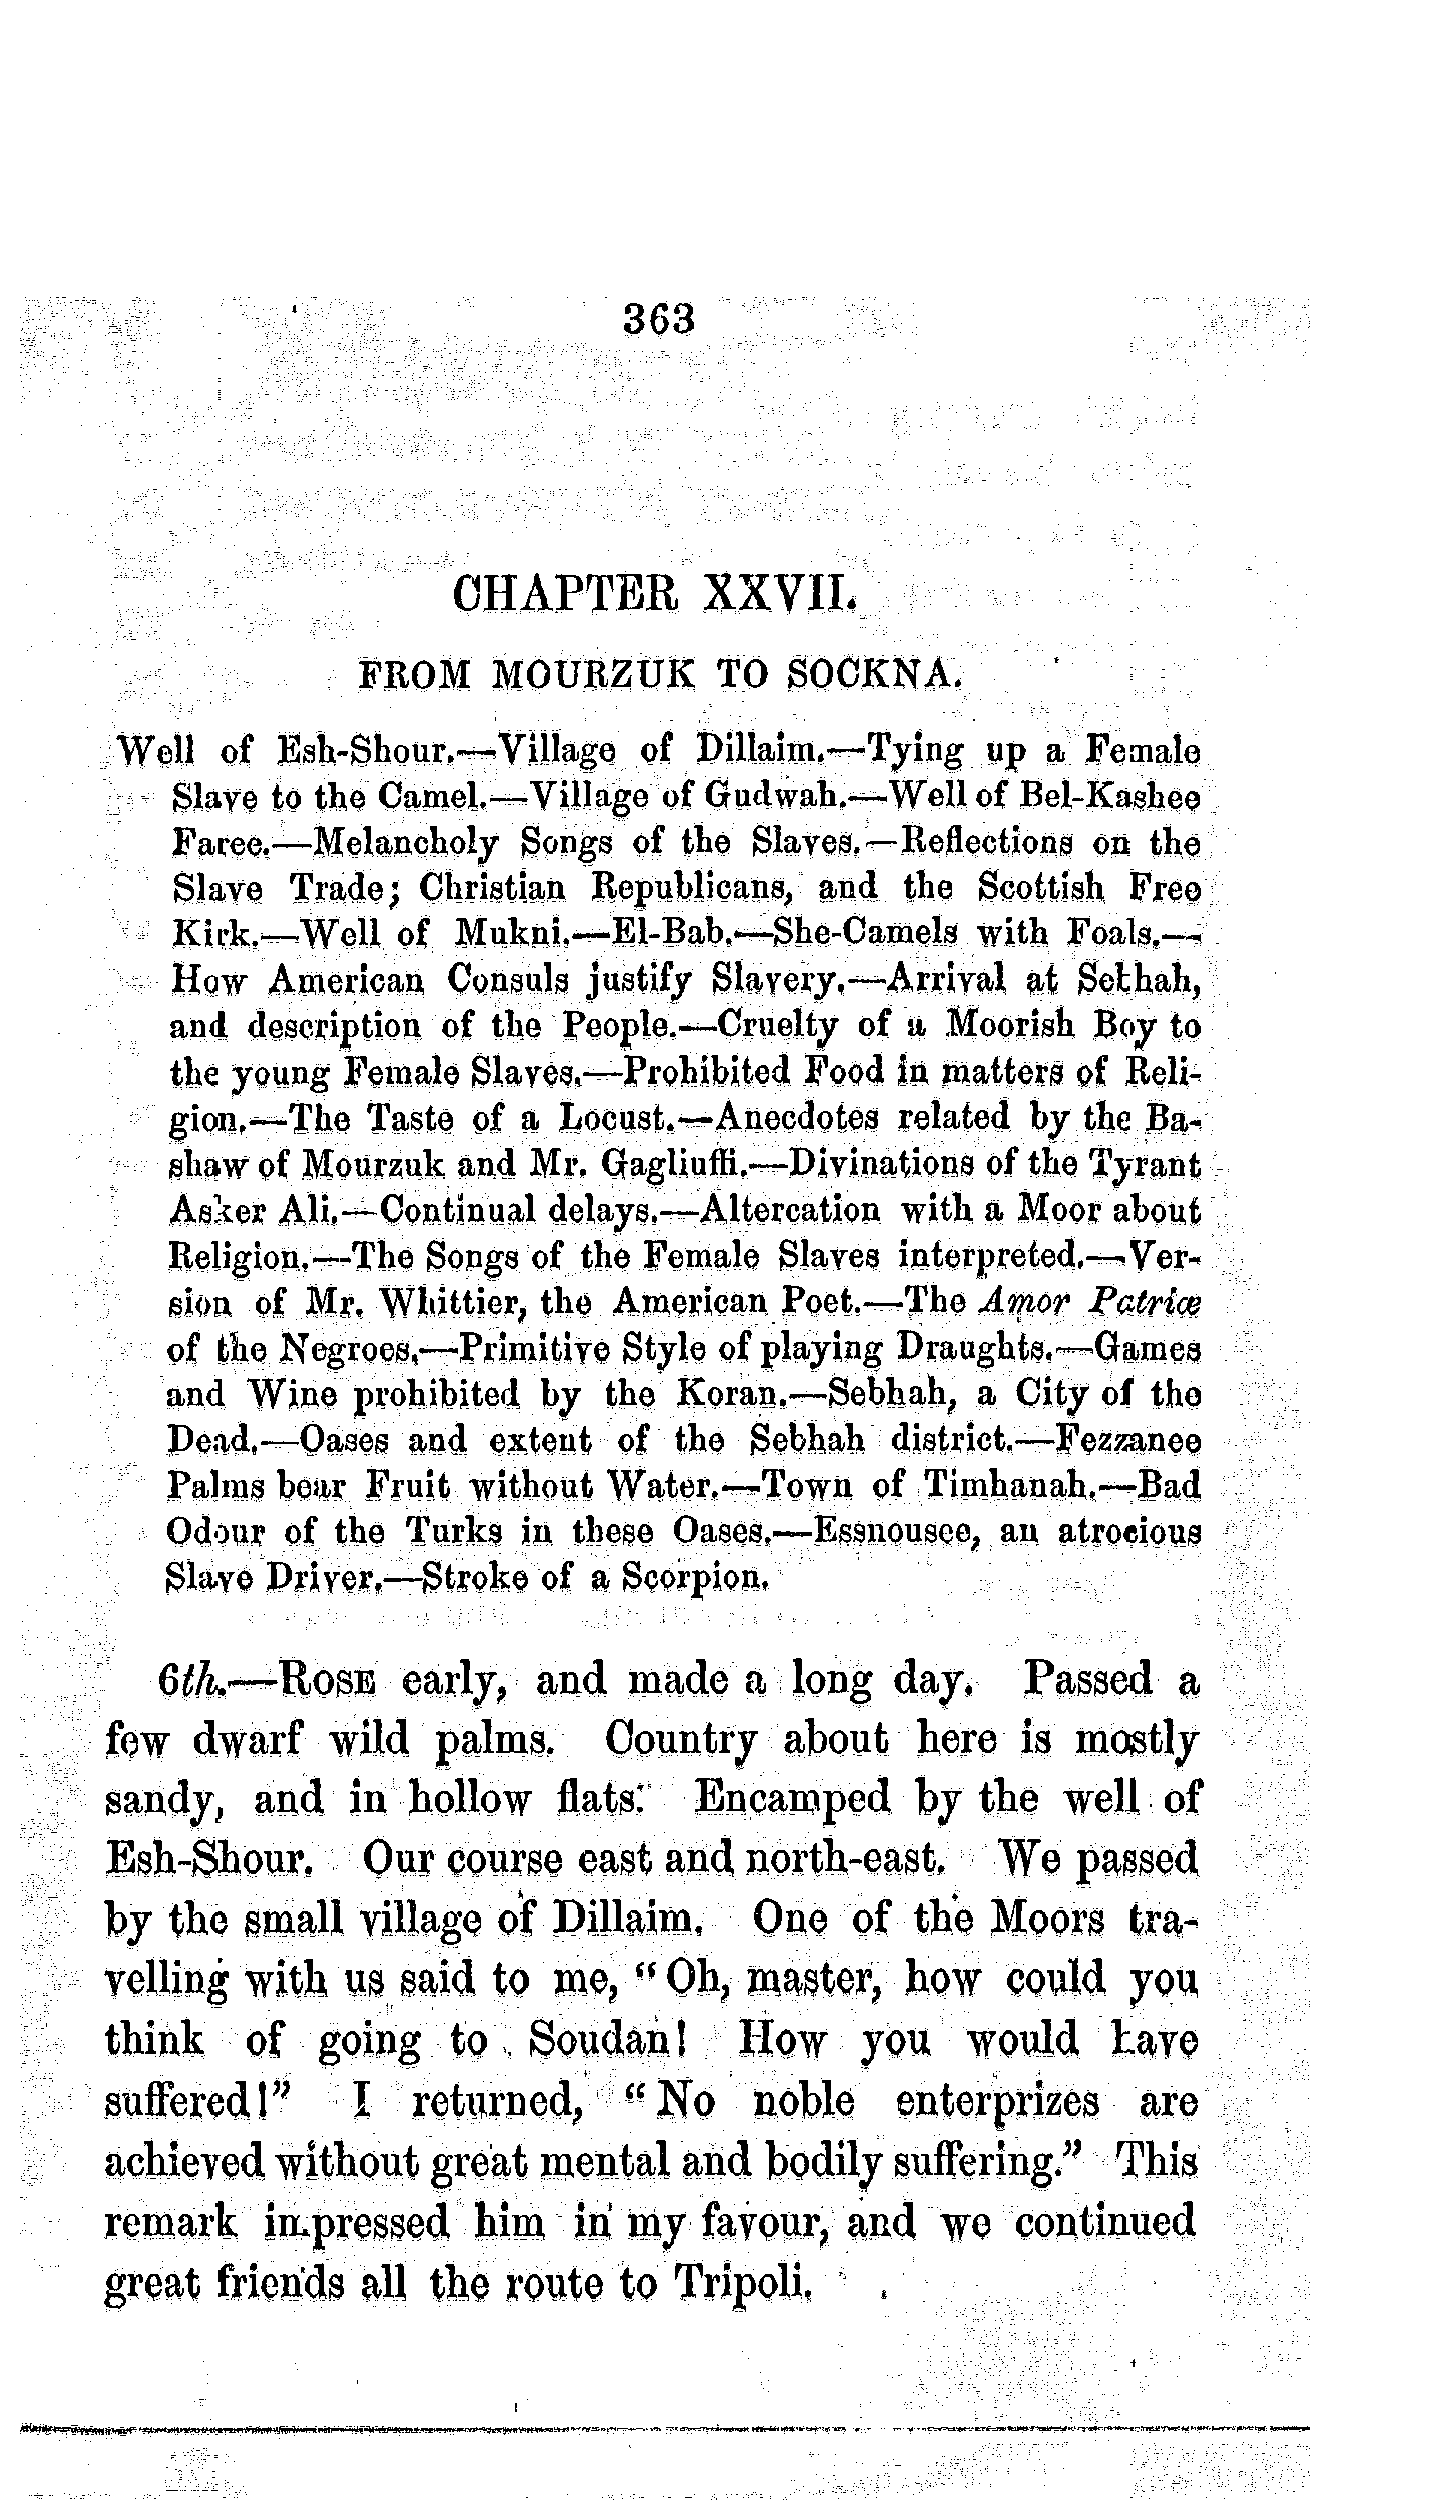 363
CHAPTER XXVII.
FROM MOURZUK TO SOCKNA.
Well of Esh-Shour.—Village of Dillaim.—Tying up a Female
Slave to the Camel.—Village of Gudwah.—Well of Bel-Kashee
Faree.—Melancholy Songs of the Slaves.—Reflections on the
Slave Trade; Christian Republicans, and the Scottish Free
Kirk.—Well of Mukni.—El-Bab.—She-Camels with Foals.—
How American Consuls justify Slavery.—Arrival at Sebhah,
and description of the People.—Cruelty of a Moorish Boy to
the young Female Slaves.—Prohibited Food in matters of Reli-
gion.—The Taste of a Locust.—Anecdotes related by the Ba-
shaw of Mourzuk and Mr. Gagliuffi.—Divinations of the Tyrant
Asker Ali.—Continual delays.—Altercation with a Moor about
Religion.—The Songs of the Female Slaves interpreted.—Ver-
sion of Mr. Whittier, the American Poet.—The Amor Patriæ
of the Negroes.—Primitive Style of playing Draughts.—Games
and Wine prohibited by the Koran.—Sebhah, a City of the
Dead.—Oases and extent of the Sebhah district.—Fezzanee
Palms bear Fruit without Water.—Town of Timhanah.—Bad
Odour of the Turks in these Oases.—Essnousee, an atrocious
Slave Driver.—Stroke of a Scorpion.
6th.—ROSE early, and made a long day. Passed a
few dwarf wild palms. Country about here is mostly
sandy, and in hollow flats. Encamped by the well of
Esh-Shour. Our course east and north-east. We passed
by the small village of Dillaim. One of the Moors tra-
velling with us said to me, "Oh, master, how could you
think of going to Soudan! How you would have
suffered!" I returned, "No noble enterprizes are
achieved without great mental and bodily suffering." This
remark impressed him in my favour, and we continued
great friends all the route to Tripoli.